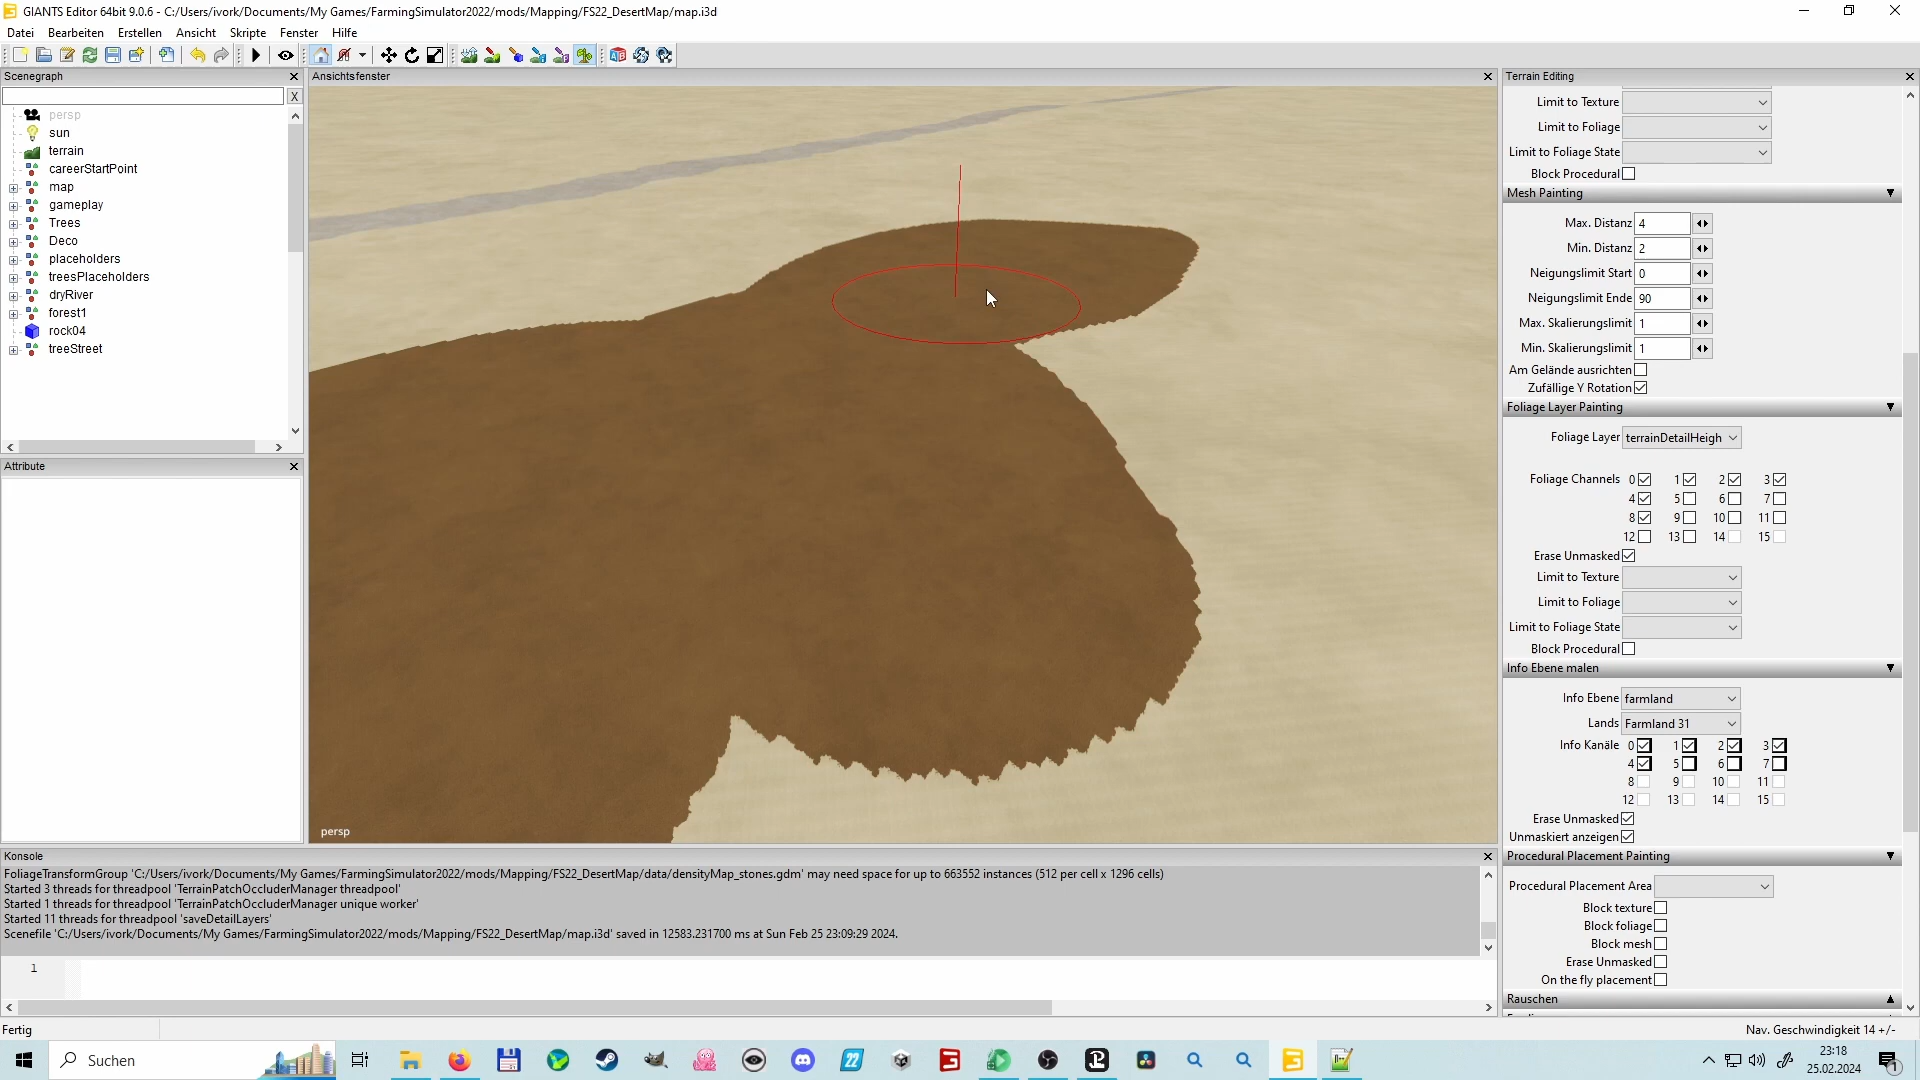 GIANTS Editor 64bit 9.0.6 - C:/Users/ivork/Documents/My Games/FarmingSimulator2022/mods/Mapping/FS22_DesertMap/map.i3d
Datei Bearbeiten Erstellen Ansicht Skripte Fenster Hilfe
Scenegraph
X
persp
sun
terrain
careerStartPoint
map
gameplay
Trees
Deco
placeholders
treesPlaceholders
dryRiver
forest1
rock04
treeStreet
Attribute
Ansichtsfenster
persp
Terrain Editing
Limit to Texture
Limit to Foliage
Limit to Foliage State
Block Procedural
Mesh Painting
Max. Distanz 4
Min. Distanz 2
Neigungslimit Start 0
Neigungslimit Ende 90
Max. Skalierungslimit 1
Min. Skalierungslimit 1
Am Gelände ausrichten
Zufällige Y Rotation
Foliage Layer Painting
Foliage Layer terrainDetailHeigh
Foliage Channels 0 1 2 3
4 5 6 7
8 9 10 11
12 13 14 15
Erase Unmasked
Limit to Texture
Limit to Foliage
Limit to Foliage State
Block Procedural
Info Ebene malen
Info Ebene farmland
Lands Farmland 31
Info Kanäle 0 1 2 3
4 5 6 7
8 9 10 11
12 13 14 15
Erase Unmasked
Unmaskiert anzeigen
Procedural Placement Painting
Procedural Placement Area
Block texture
Block foliage
Block mesh
Erase Unmasked
On the fly placement
Rauschen
Konsole
FoliageTransformGroup 'C:/Users/ivork/Documents/My Games/FarmingSimulator2022/mods/Mapping/FS22_DesertMap/data/densityMap_stones.gdm' may need space for up to 663552 instances (512 per cell x 1296 cells)
Started 3 threads for threadpool 'TerrainPatchOccluderManager threadpool'
Started 1 threads for threadpool 'TerrainPatchOccluderManager unique worker'
Started 11 threads for threadpool 'saveDetailLayers'
Scenefile 'C:/Users/ivork/Documents/My Games/FarmingSimulator2022/mods/Mapping/FS22_DesertMap/map.i3d' saved in 12583.231700 ms at Sun Feb 25 23:09:29 2024.
1
Fertig
Nav. Geschwindigkeit 14 +/-
Suchen
22
23:18
25.02.2024
1